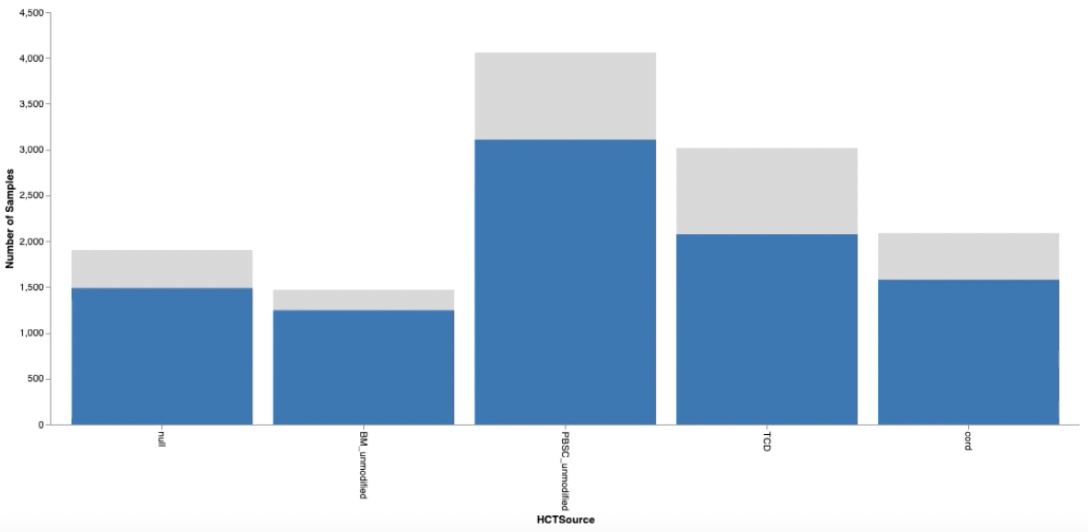 4,500
4,000
3,500
3,000
2,500
2,000
1,500
1,000
500
0
Number of Samples
null
BM_unmodified
PBSC_unmodified
TCD
cord
HCTSource